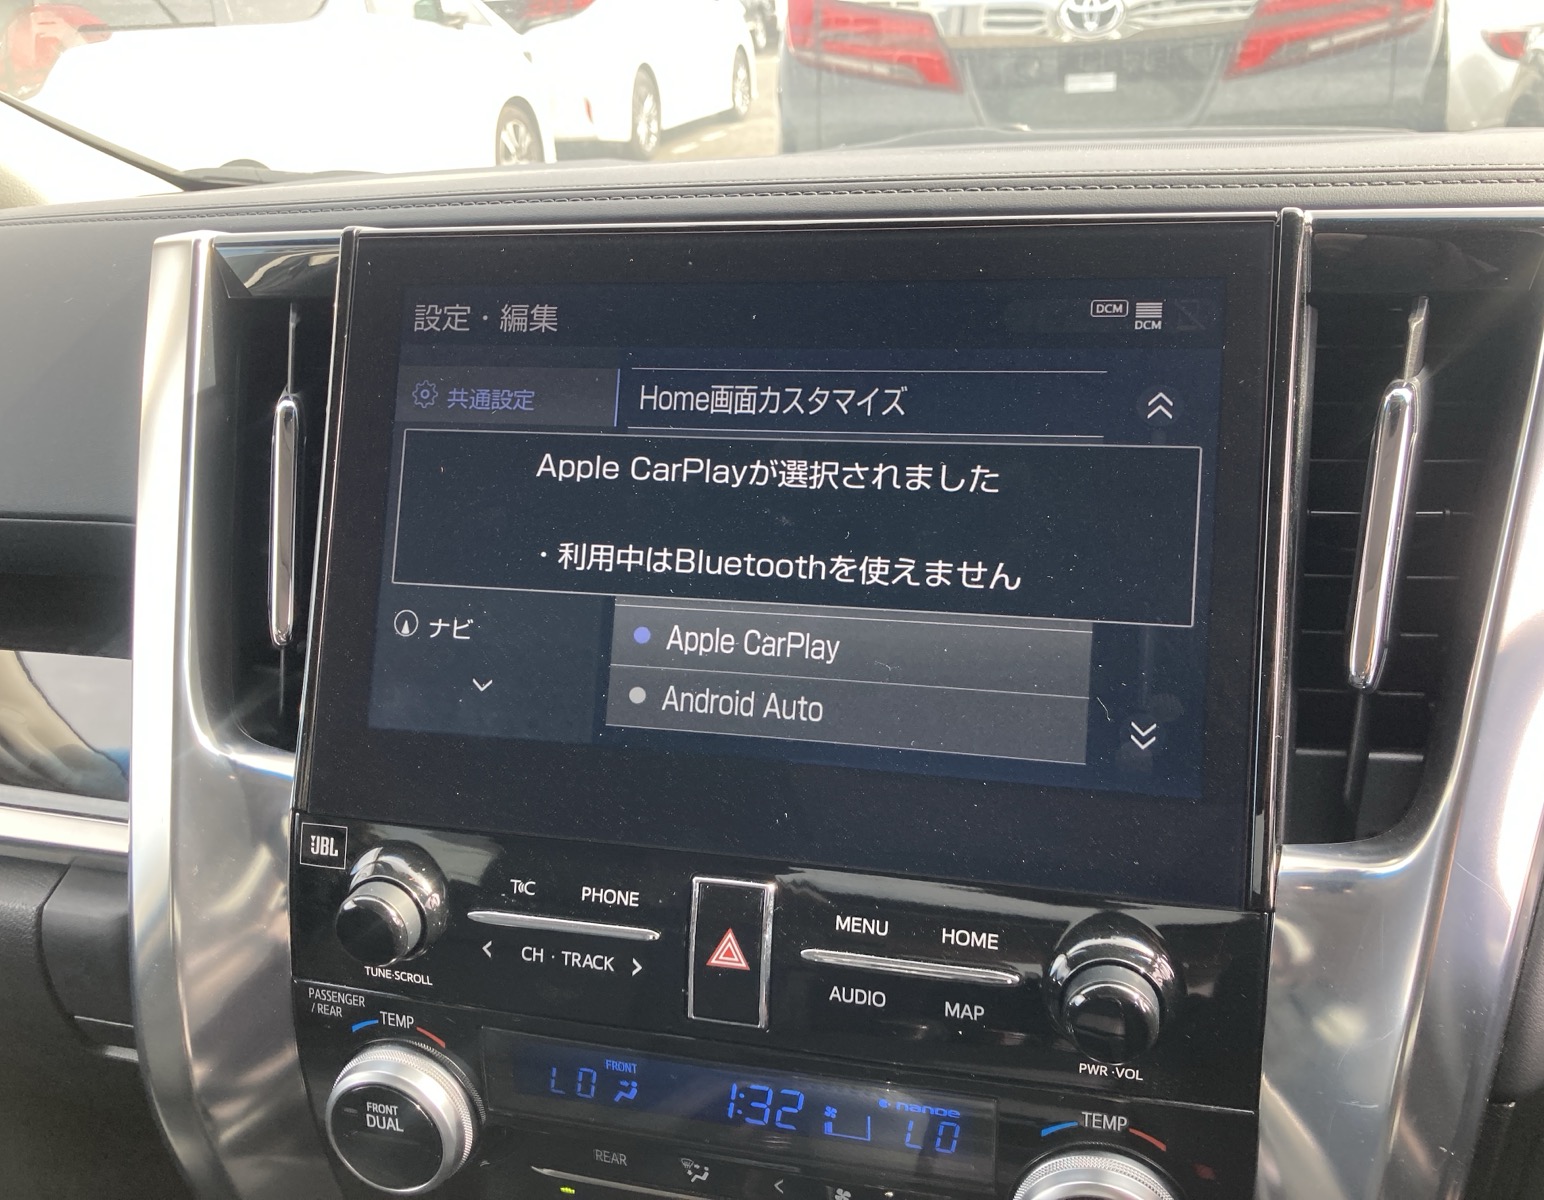 設定・編集
DCM
DCM
共通設定
Home画面カスタマイズ
Apple CarPlayが選択されました
・利用中はBluetoothを使えません
ナビ
Apple CarPlay
Android Auto
JBL
PHONE
MENU
HOME
CH・TRACK
TUNE・SCROLL
AUDIO
MAP
PWR・VOL
PASSENGER
/REAR
TEMP
FRONT
LO
1:32
nanoe
LO
TEMP
FRONT
DUAL
REAR